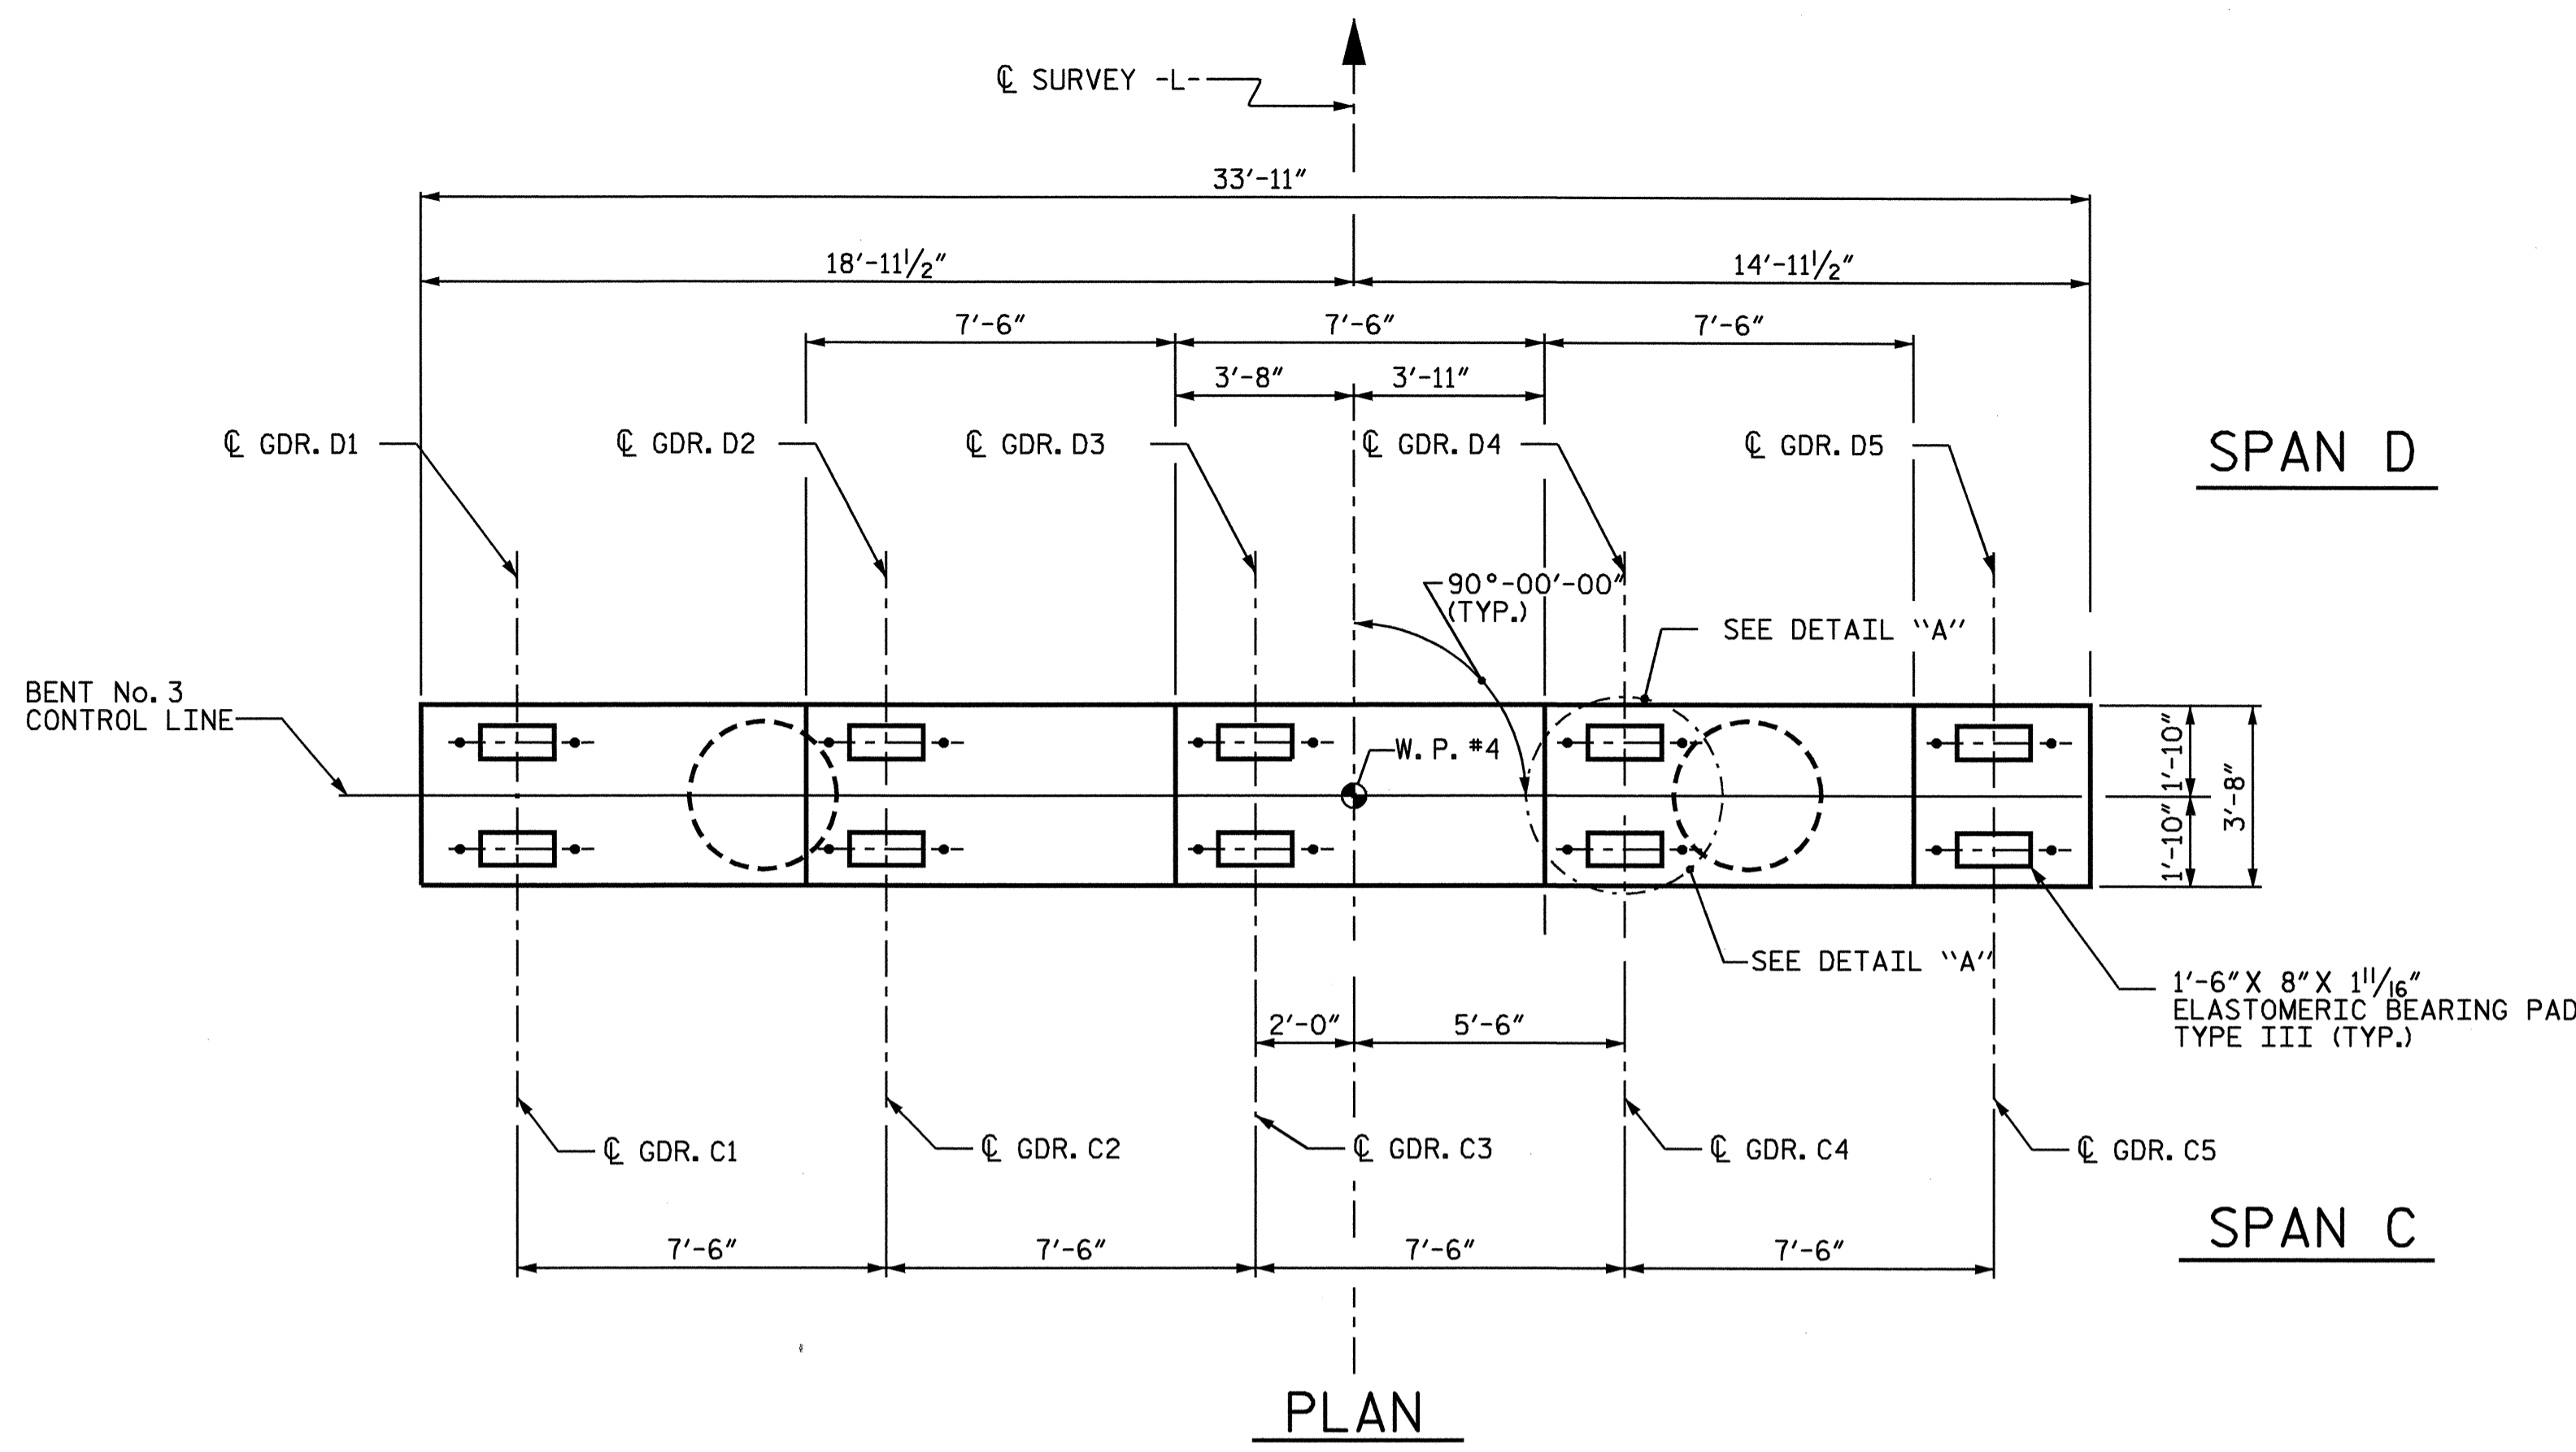 ℄ SURVEY -L-
33'-11"
18'-11 1/2" 14'-11 1/2"
7'-6" 7'-6" 7'-6"
3'-8" 3'-11"
℄ GDR. D1 ℄ GDR. D2 ℄ GDR. D3 ℄ GDR. D4 ℄ GDR. D5
SPAN D
90°-00'-00"
(TYP.)
SEE DETAIL "A"
BENT No. 3
CONTROL LINE
W. P. #4
1'-10"
1'-10"
3'-8"
SEE DETAIL "A"
1'-6" X 8" X 1 11/16"
ELASTOMERIC BEARING PAD
TYPE III (TYP.)
2'-0" 5'-6"
℄ GDR. C1 ℄ GDR. C2 ℄ GDR. C3 ℄ GDR. C4 ℄ GDR. C5
SPAN C
7'-6" 7'-6" 7'-6" 7'-6"
PLAN